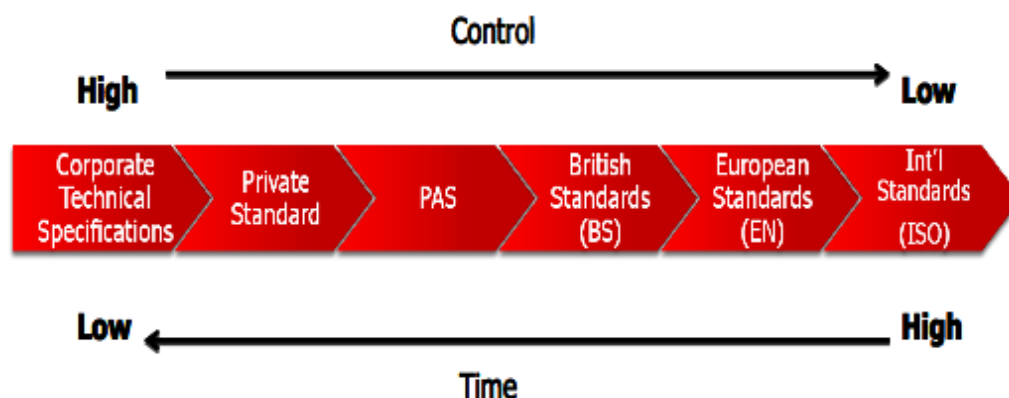 Control
High
Low
Corporate
Technical
Specifications
Private
Standard
PAS
British
Standards
(BS)
European
Standards
(EN)
Int'l
Standards
(ISO)
Low
High
Time